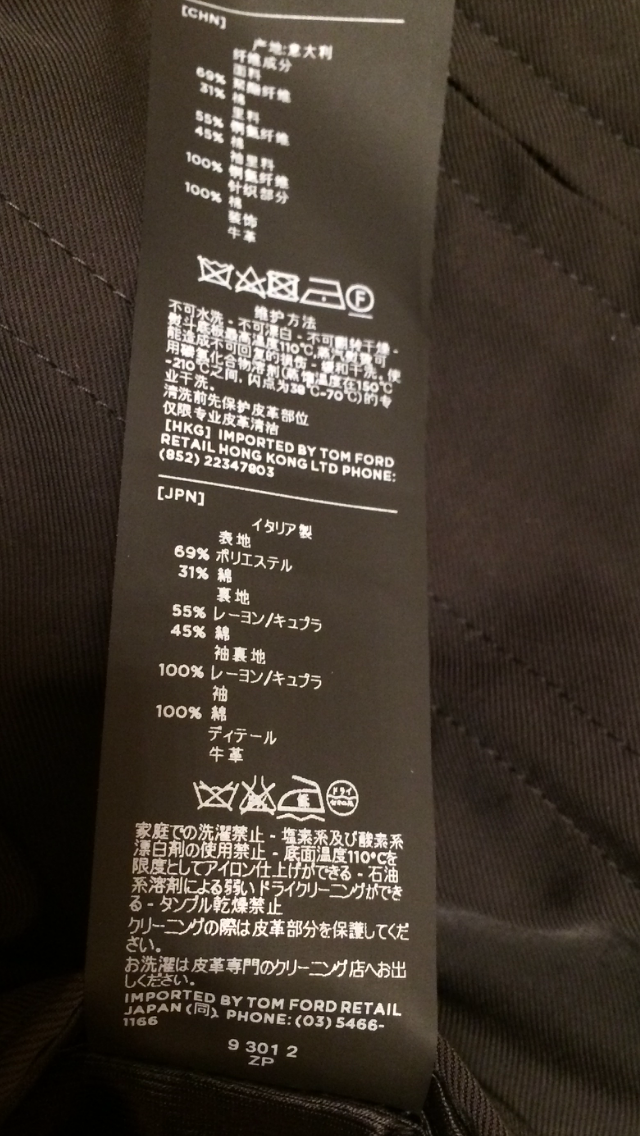 [CHN]
产地:意大利
纤维成分
面料
69% 聚酯纤维
31% 棉
里料
55% 铜氨纤维
45% 棉
袖里料
100% 铜氨纤维
针织部分
100% 棉
装饰
牛革
F
维护方法
不可水洗 - 不可漂白 - 不可翻转干燥 -
熨斗底板最高温度110℃,蒸汽熨烫可
能造成不可回复的损伤 - 缓和干洗,使
用碳氢化合物溶剂(蒸馏温度在150℃
-210℃之间, 闪点为38℃-70℃)的专
业干洗。
清洗前先保护皮革部位
仅限专业皮革清洁
[HKG] IMPORTED BY TOM FORD
RETAIL HONG KONG LTD PHONE:
(852) 22347803
[JPN]
イタリア製
表地
69% ポリエステル
31% 綿
裏地
55% レーヨン/キュプラ
45% 綿
袖裏地
100% レーヨン/キュプラ
袖
100% 綿
ディテール
牛革
低 ドライ
セキユ系
家庭での洗濯禁止 - 塩素系及び酸素系
漂白剤の使用禁止 - 底面温度110℃を
限度としてアイロン仕上げができる - 石油
系溶剤による弱いドライクリーニングができ
る - タンブル乾燥禁止
クリーニングの際は皮革部分を保護してくだ
さい。
お洗濯は皮革専門のクリーニング店へお出
しください。
IMPORTED BY TOM FORD RETAIL
JAPAN (同). PHONE: (03) 5466-
1166
9 301 2
ZP